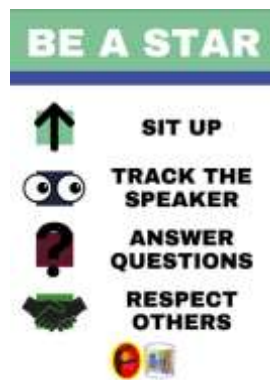 BE A STAR
SIT UP
TRACK THE
SPEAKER
ANSWER
QUESTIONS
RESPECT
OTHERS